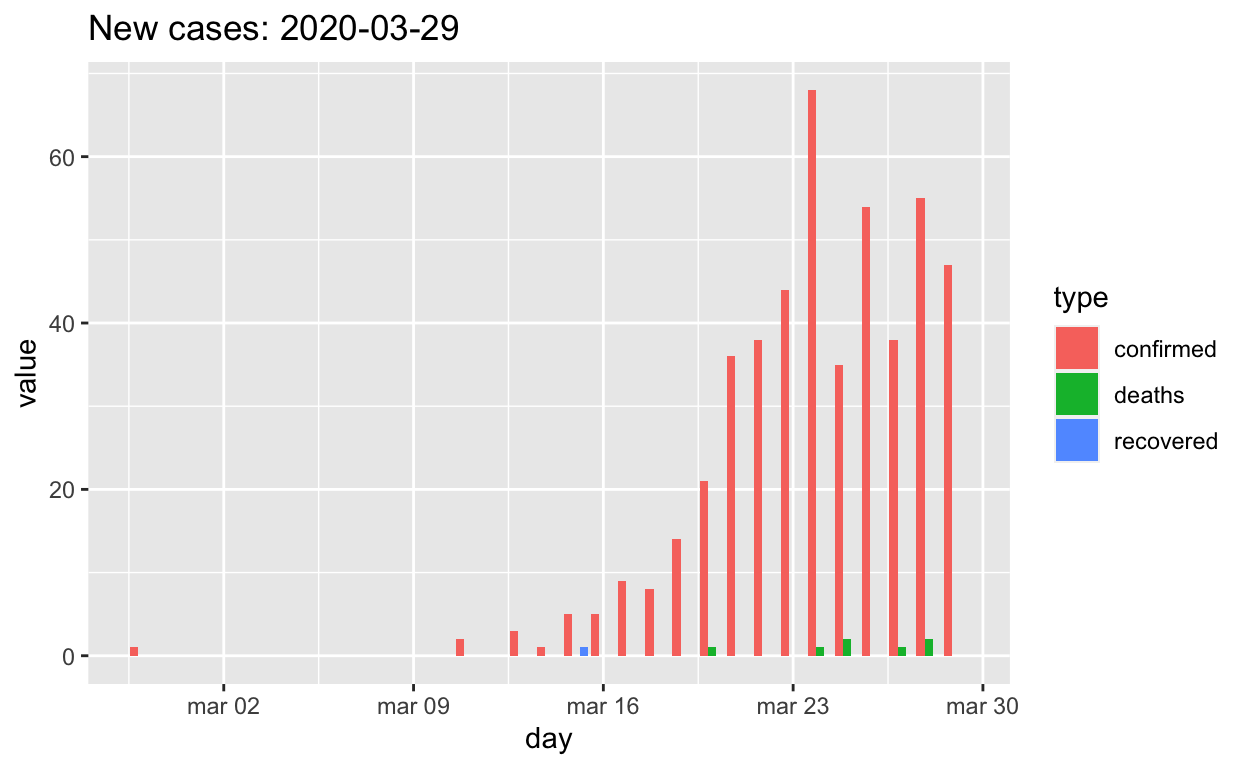 New cases: 2020-03-29
value
60
40
20
0
mar 02 mar 09 mar 16 mar 23 mar 30
day
type
confirmed
deaths
recovered